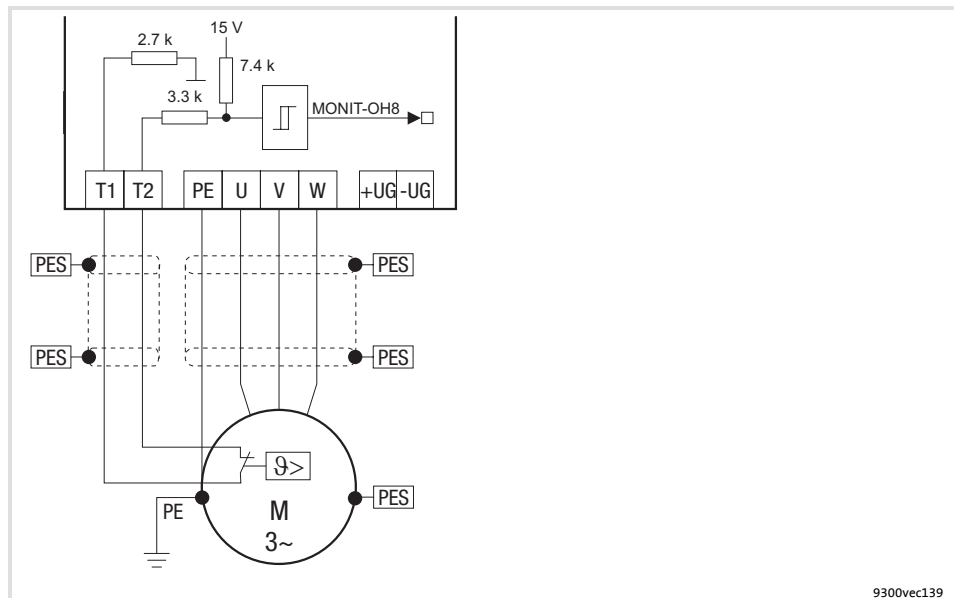 15 V
2.7 k
7.4 k
3.3 k
MONIT-OH8
T1 T2 PE U V W +UG -UG
PES PES
PES PES
ϑ>
PE M PES
3~
9300vec139